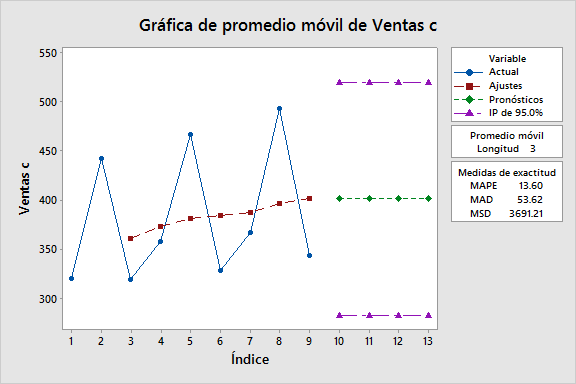 Gráfica de promedio móvil de Ventas c
Ventas c
550
500
450
400
350
300
1 2 3 4 5 6 7 8 9 10 11 12 13
Índice
Variable
Actual
Ajustes
Pronósticos
IP de 95.0%
Promedio móvil
Longitud 3
Medidas de exactitud
MAPE 13.60
MAD 53.62
MSD 3691.21